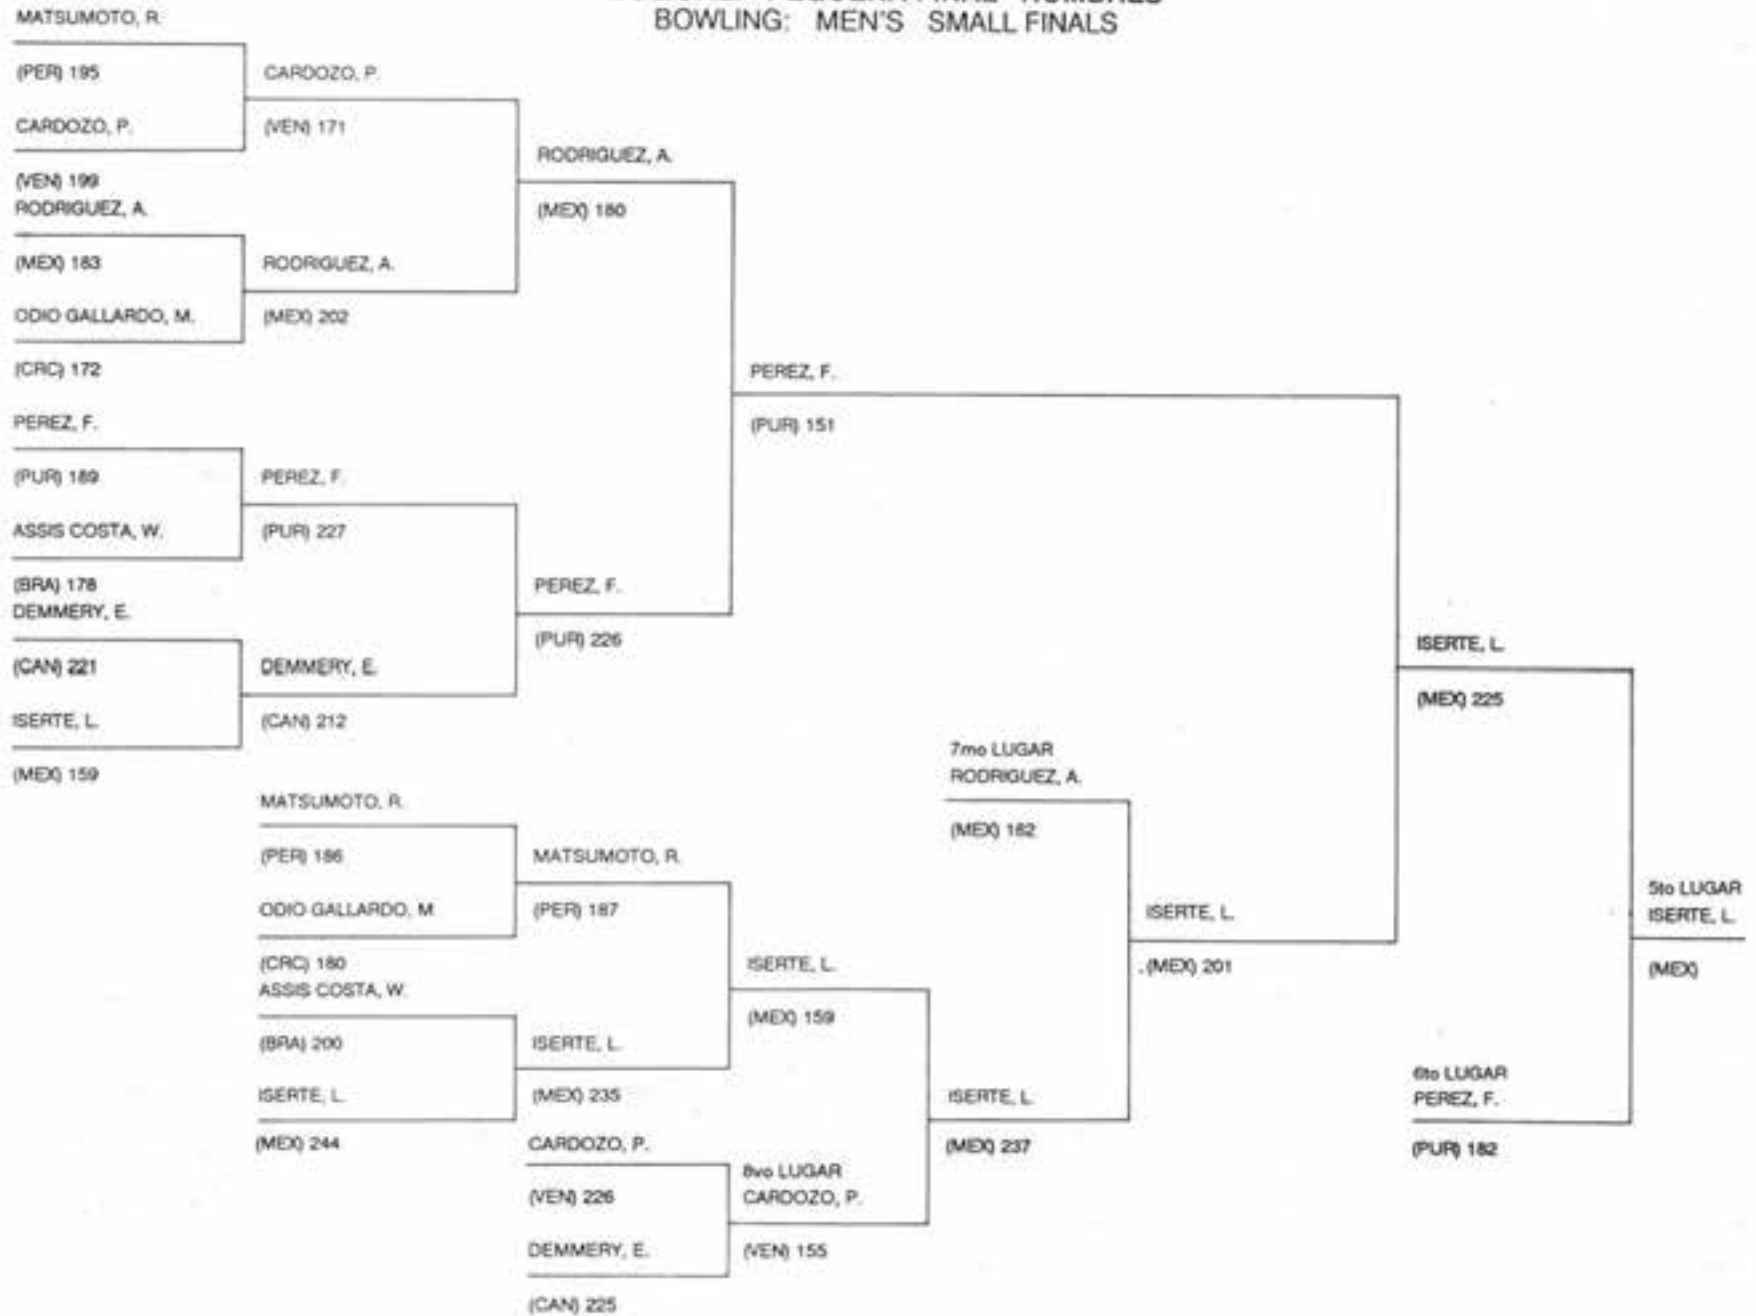 BOWLING: MEN'S SMALL FINALS
MATSUMOTO, R.
(PER) 195
CARDOZO, P.
(VEN) 199
RODRIGUEZ, A.
(MEX) 183
ODIO GALLARDO, M.
(CRC) 172
PEREZ, F.
(PUR) 189
ASSIS COSTA, W.
(BRA) 178
DEMMERY, E.
(CAN) 221
ISERTE, L.
(MEX) 159
CARDOZO, P.
(VEN) 171
RODRIGUEZ, A.
(MEX) 202
PEREZ, F.
(PUR) 227
DEMMERY, E.
(CAN) 212
RODRIGUEZ, A.
(MEX) 180
PEREZ, F.
(PUR) 226
PEREZ, F.
(PUR) 151
MATSUMOTO, R.
(PER) 186
ODIO GALLARDO, M
(CRC) 180
ASSIS COSTA, W.
(BRA) 200
ISERTE, L.
(MEX) 244
MATSUMOTO, R.
(PER) 187
ISERTE, L.
(MEX) 235
CARDOZO, P.
(VEN) 226
DEMMERY, E.
(CAN) 225
ISERTE, L.
(MEX) 159
8vo LUGAR
CARDOZO, P.
(VEN) 155
7mo LUGAR
RODRIGUEZ, A.
(MEX) 182
ISERTE, L.
(MEX) 237
ISERTE, L.
(MEX) 201
ISERTE, L.
(MEX) 225
6to LUGAR
PEREZ, F.
(PUR) 182
5to LUGAR
ISERTE, L.
(MEX)